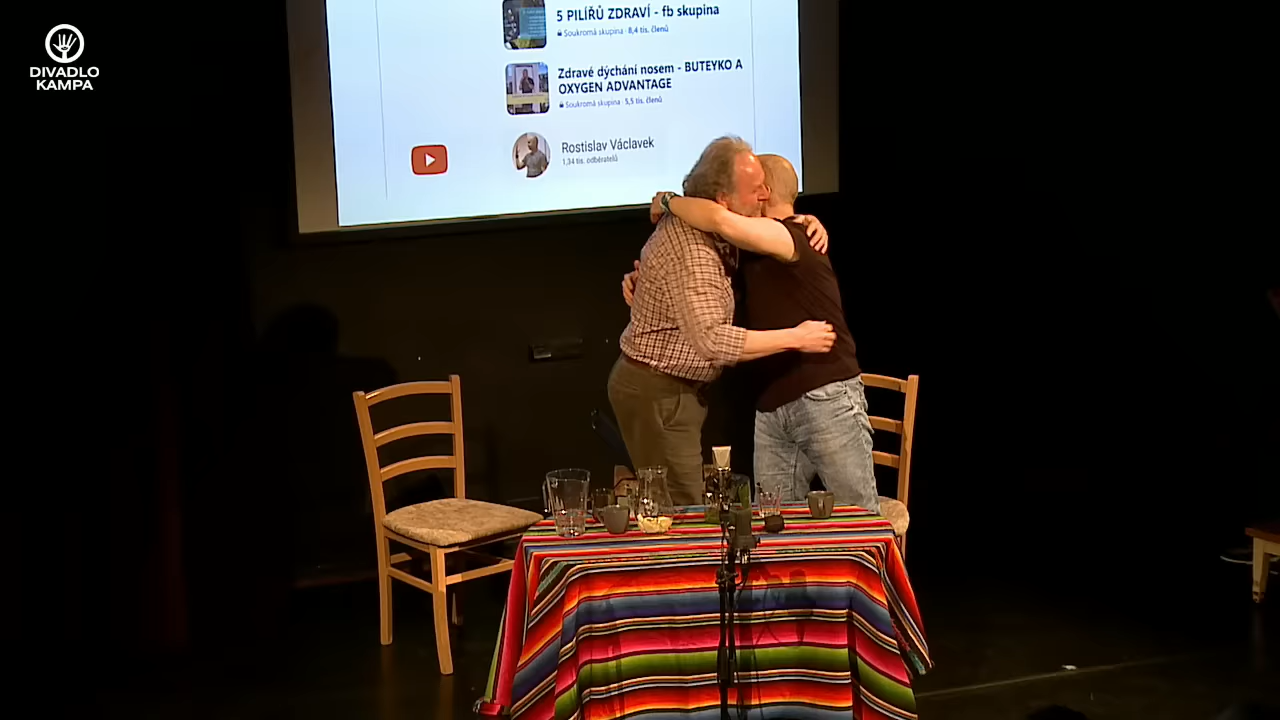 DIVADLO
KAMPA
5 PILÍŘŮ ZDRAVÍ - fb skupina
Soukromá skupina · 8,4 tis. členů
Zdravé dýchání nosem - BUTEYKO A
OXYGEN ADVANTAGE
Soukromá skupina · 5,5 tis. členů
Rostislav Václavek
1,34 tis. odběratelů